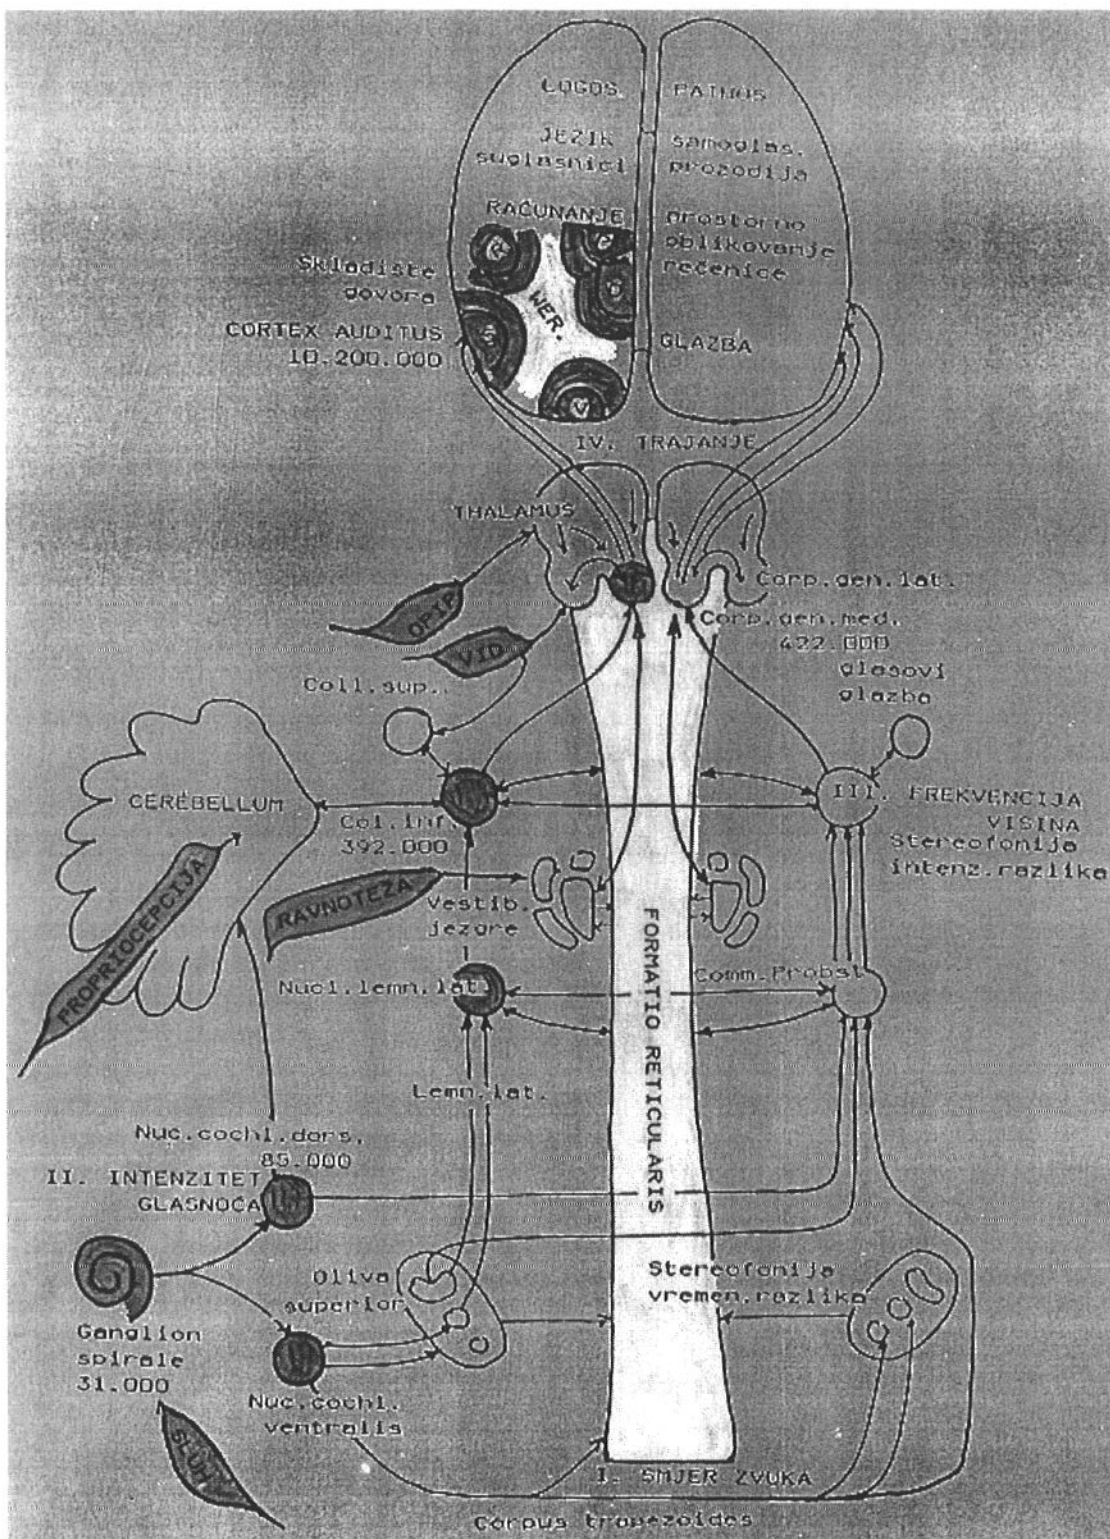 LOGOS
PATHOS
JEZIK
suglasnici
samoglas.
prozodija
RAČUNANJE
prostorno
oblikovanje
rečenice
Skladište
govora
WER.
CORTEX AUDITUS
10.200.000
GLAZBA
IV. TRAJANJE
THALAMUS
OPIP
VID
Corp.gen.lat.
Corp.gen.med.
422.000
glasovi
glazba
Coll.sup..
CEREBELLUM
Col.inf.
392.000
III. FREKVENCIJA
VISINA
Stereofonija
intenz.razlika
PROPRIOCEPCIJA
RAVNOTEŽA
Vestib.
jezgre
FORMATIO RETICULARIS
Nucl.lemn.lat.
Comm.Probst
Lemn.lat.
Nuc.cochl.dors.
85.000
II. INTENZITET
GLASNOĆA
Oliva
superior
Stereofonija
vremen.razlika
Ganglion
spirale
31.000
Nuc.cochl.
ventralis
SLUH
I. SMJER ZVUKA
Corpus trapezoides